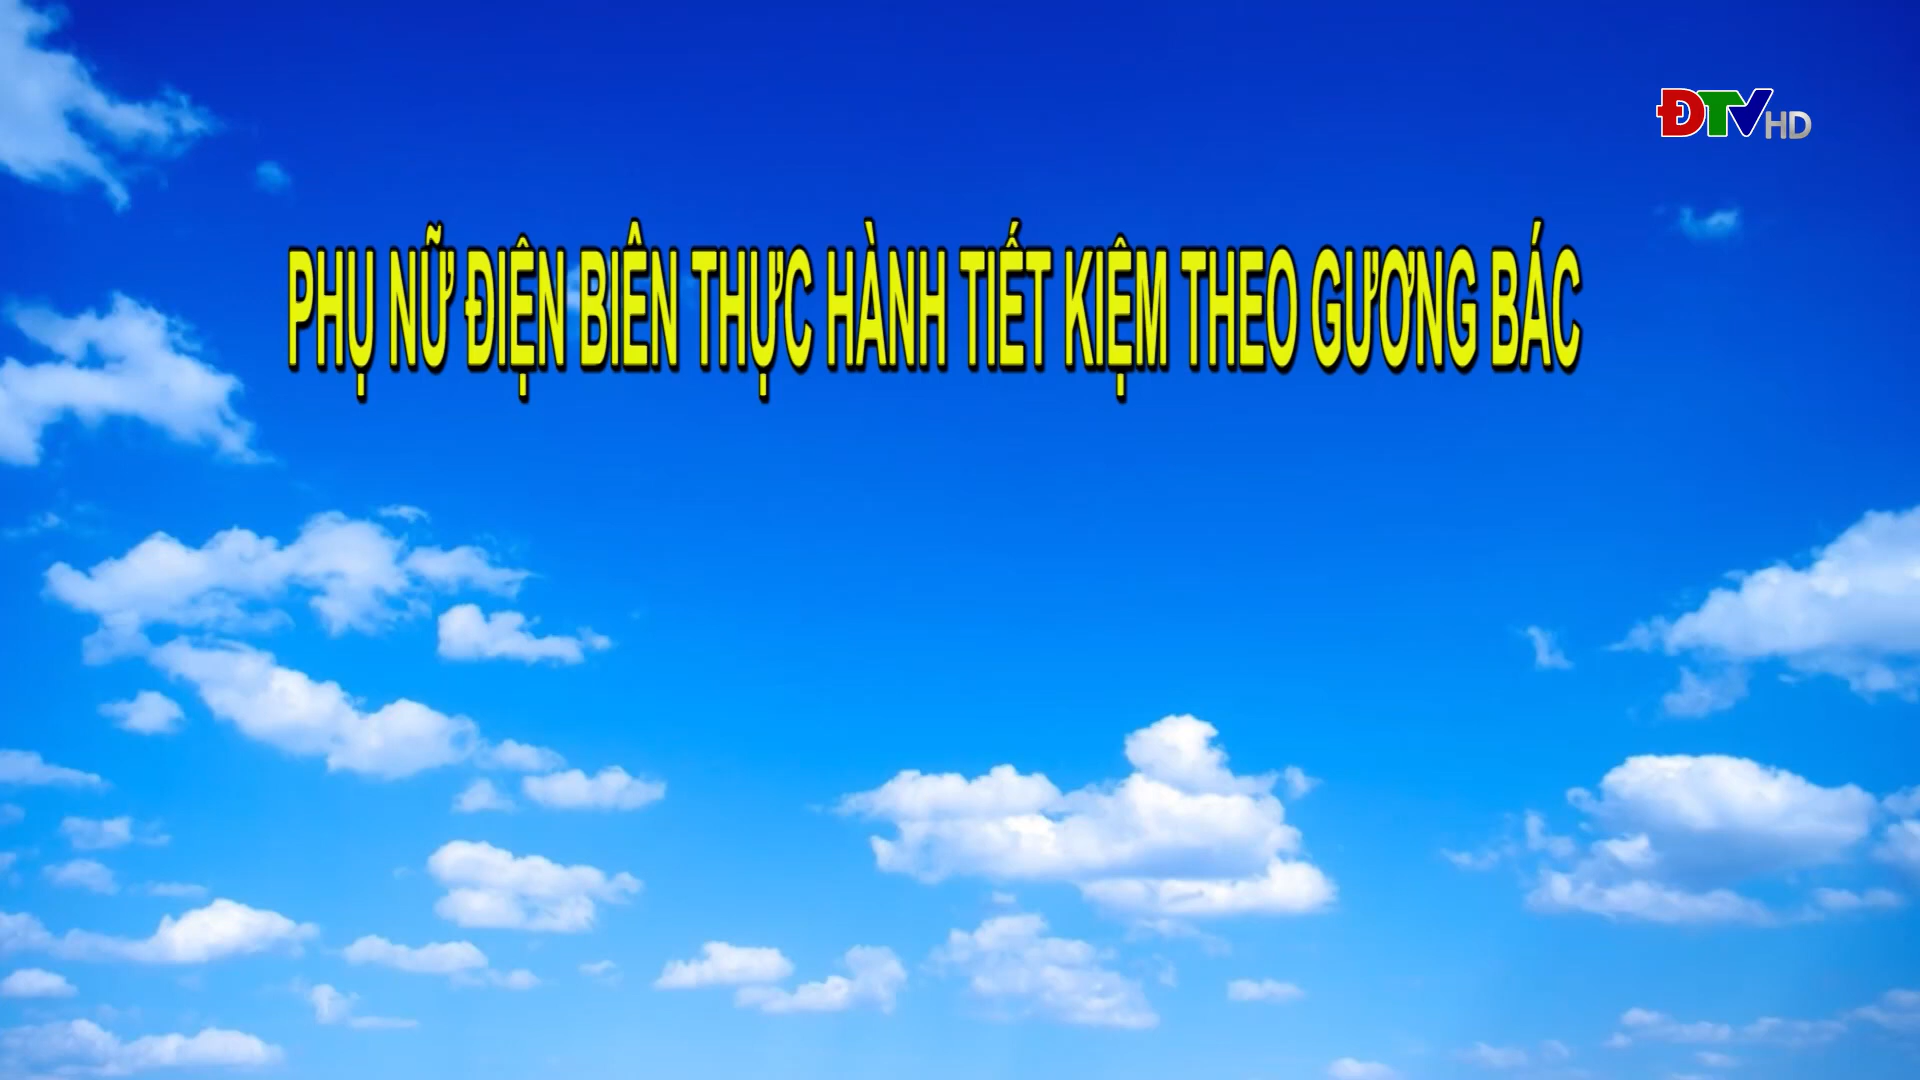 ĐTV HD
PHỤ NỮ ĐIỆN BIÊN THỰC HÀNH TIẾT KIỆM THEO GƯƠNG BÁC